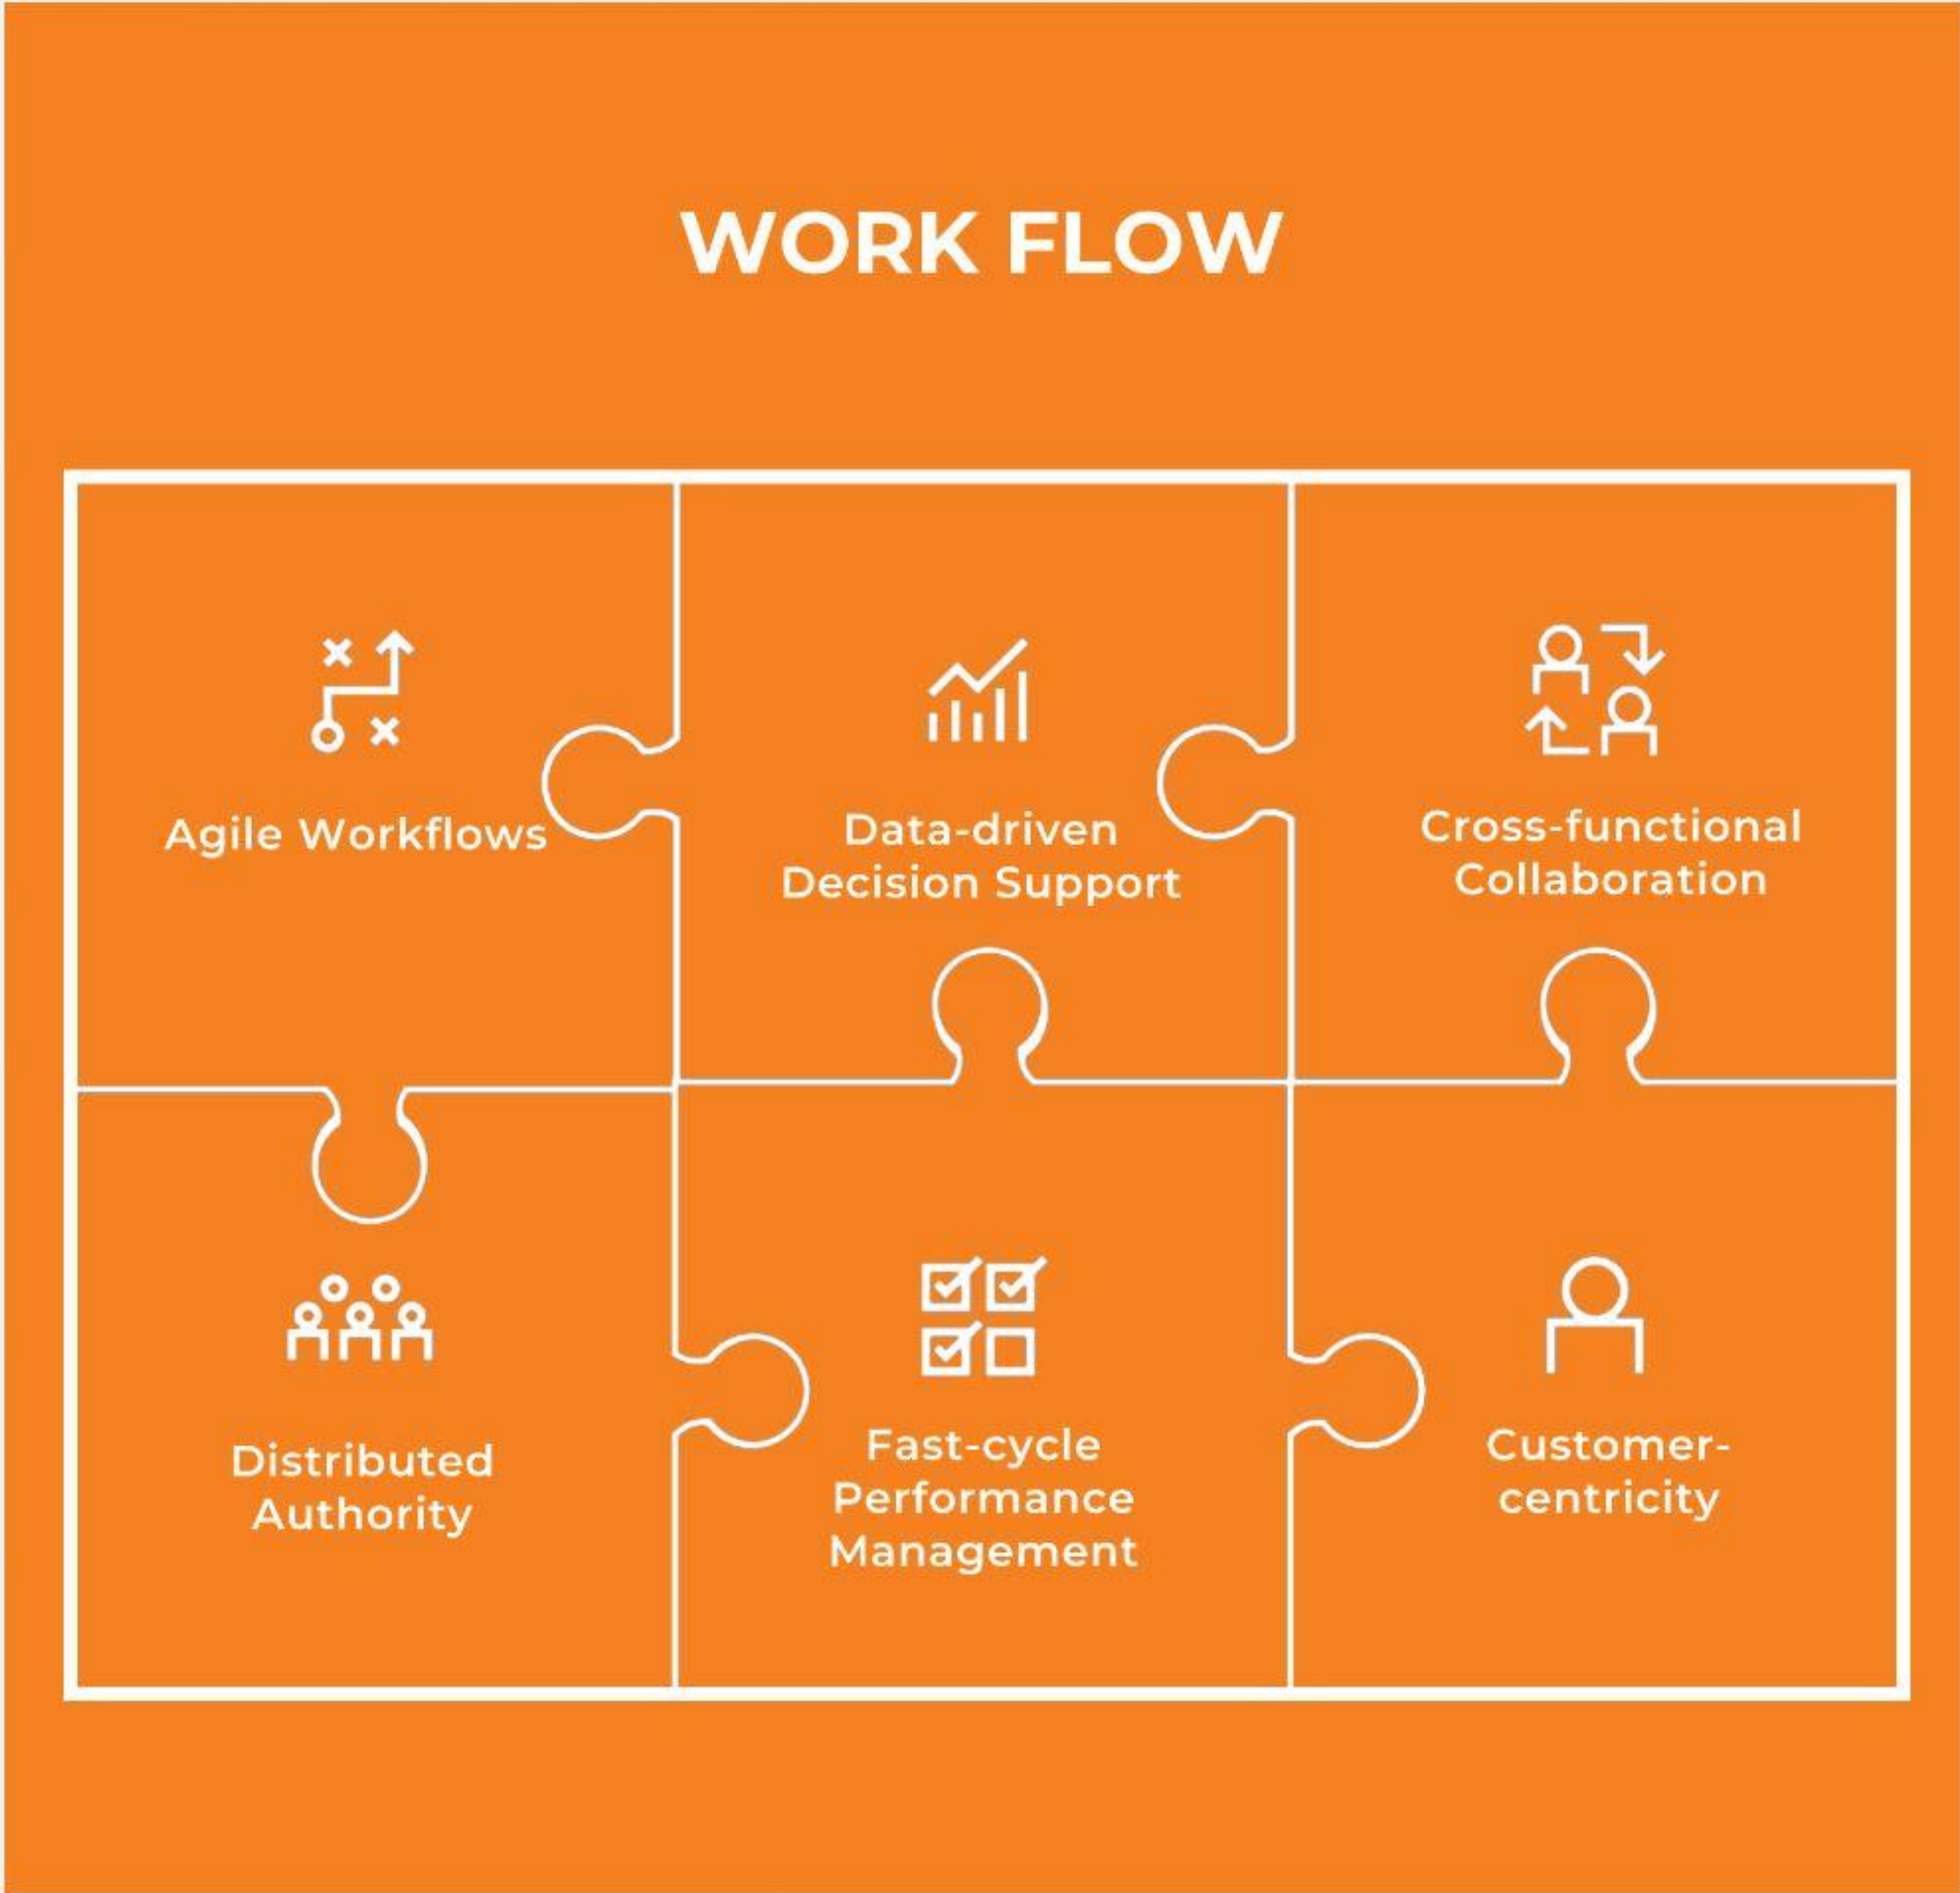 WORK FLOW
Agile Workflows
Data-driven
Decision Support
Cross-functional
Collaboration
Distributed
Authority
Fast-cycle
Performance
Management
Customer-
centricity